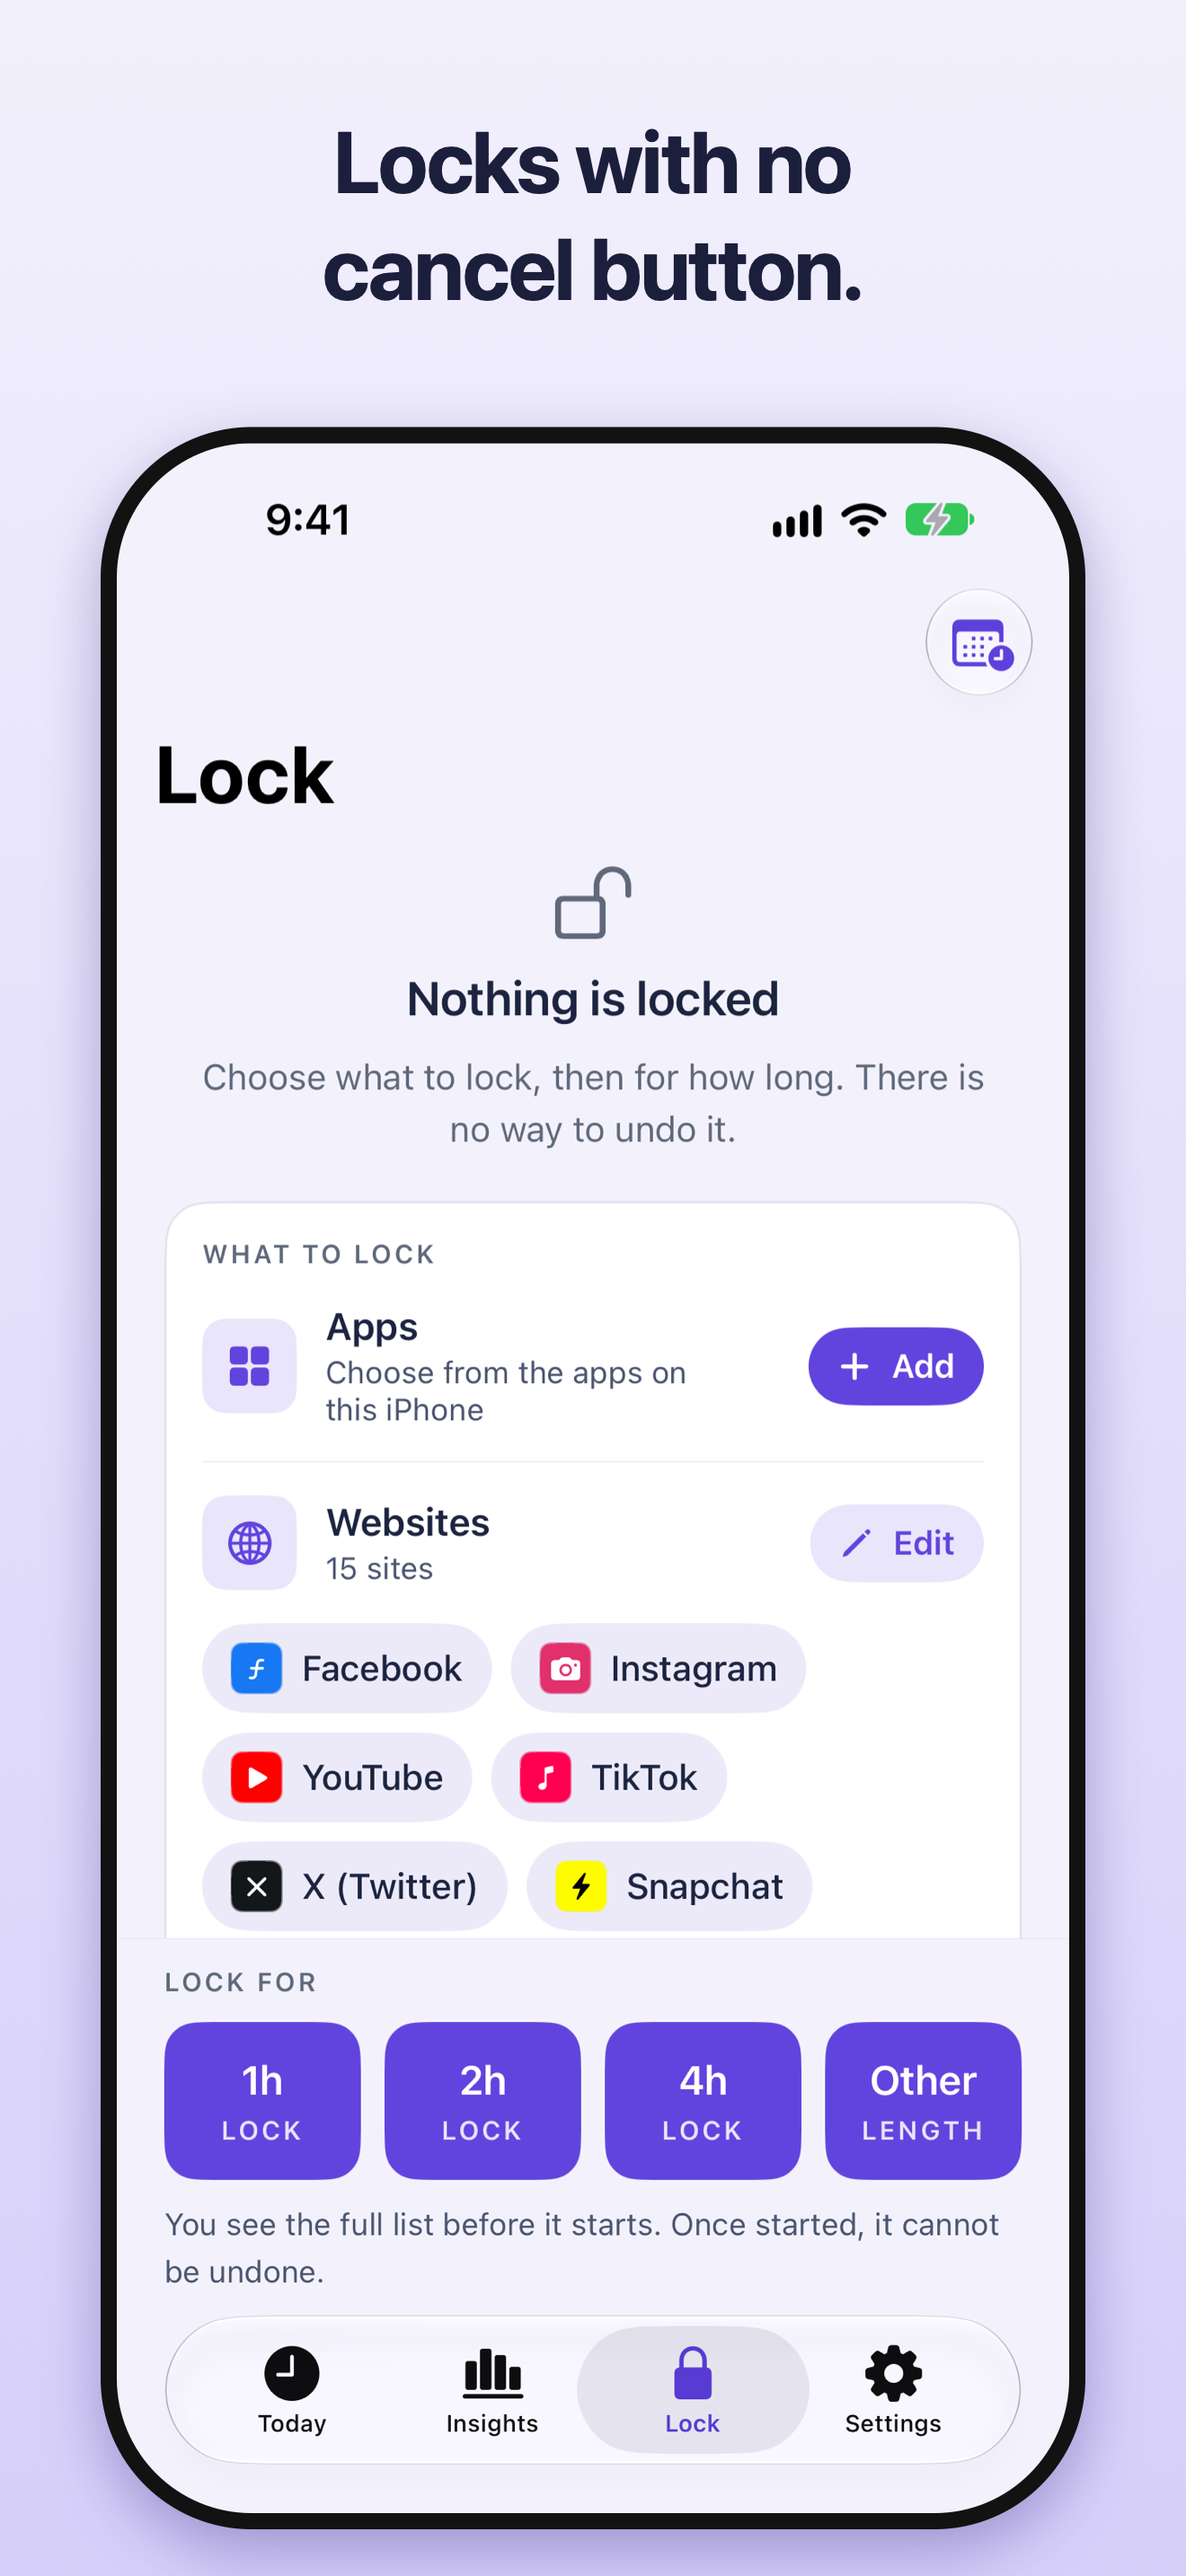 Locks with no
cancel button.
9:41
Lock
Nothing is locked
Choose what to lock, then for how long. There is
no way to undo it.
WHAT TO LOCK
Apps
Choose from the apps on
this iPhone
Add
Websites
15 sites
Edit
Facebook
Instagram
YouTube
TikTok
X (Twitter)
Snapchat
LOCK FOR
1h
LOCK
2h
LOCK
4h
LOCK
Other
LENGTH
You see the full list before it starts. Once started, it cannot
be undone.
Today
Insights
Lock
Settings